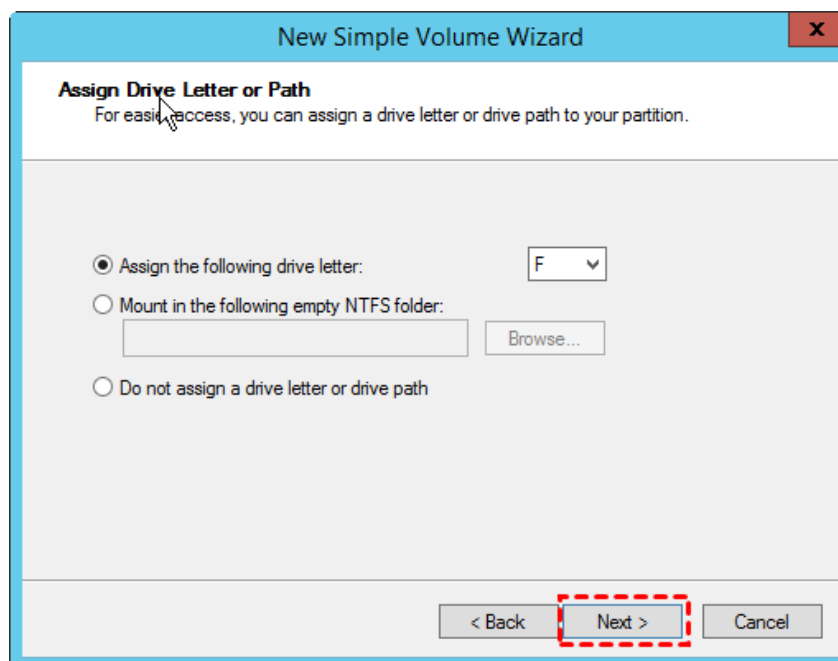 New Simple Volume Wizard
x
Assign Drive Letter or Path
For easier access, you can assign a drive letter or drive path to your partition.
Assign the following drive letter: F
Mount in the following empty NTFS folder:
Browse...
Do not assign a drive letter or drive path
< Back Next > Cancel